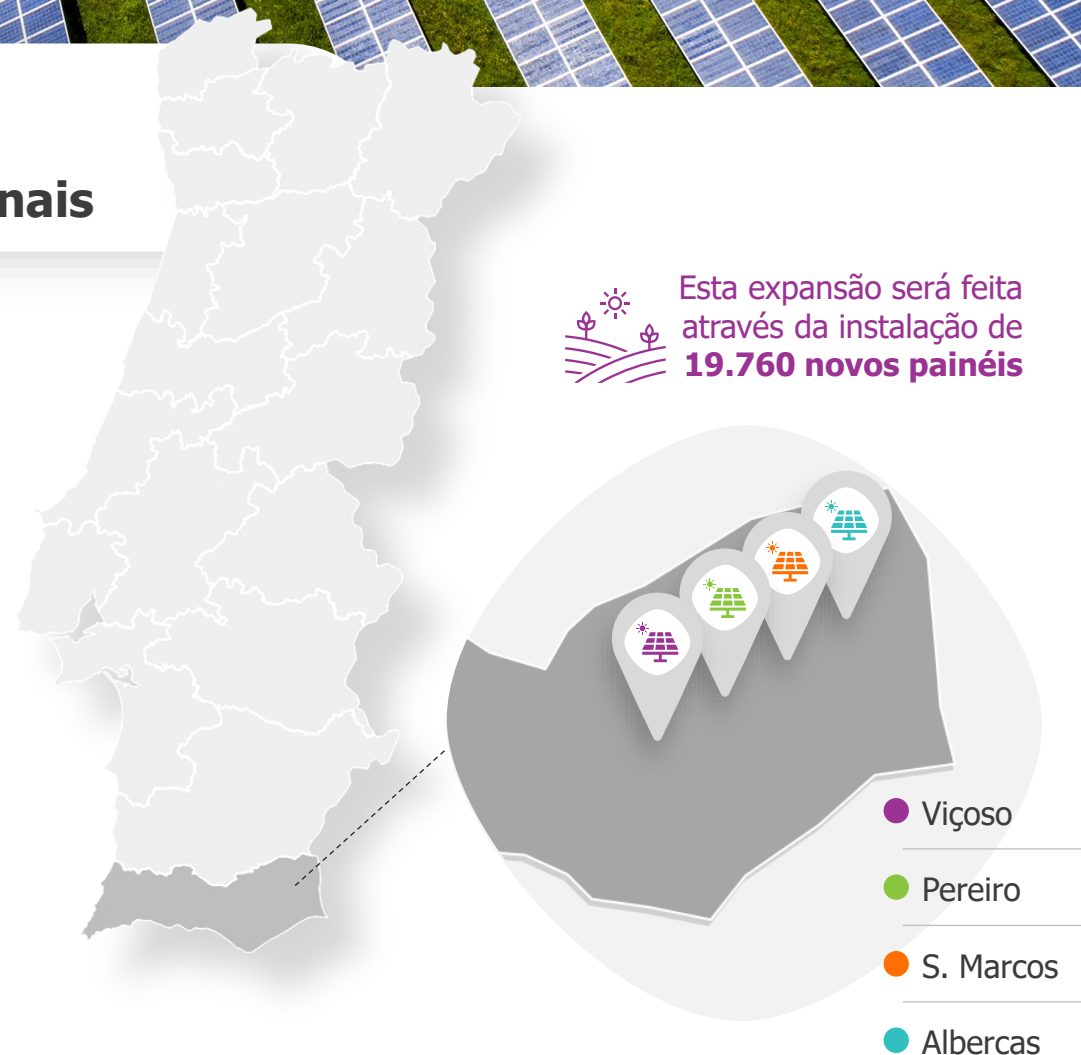 nais
Esta expansão será feita
através da instalação de
19.760 novos painéis
Viçoso
Pereiro
S. Marcos
Albercas